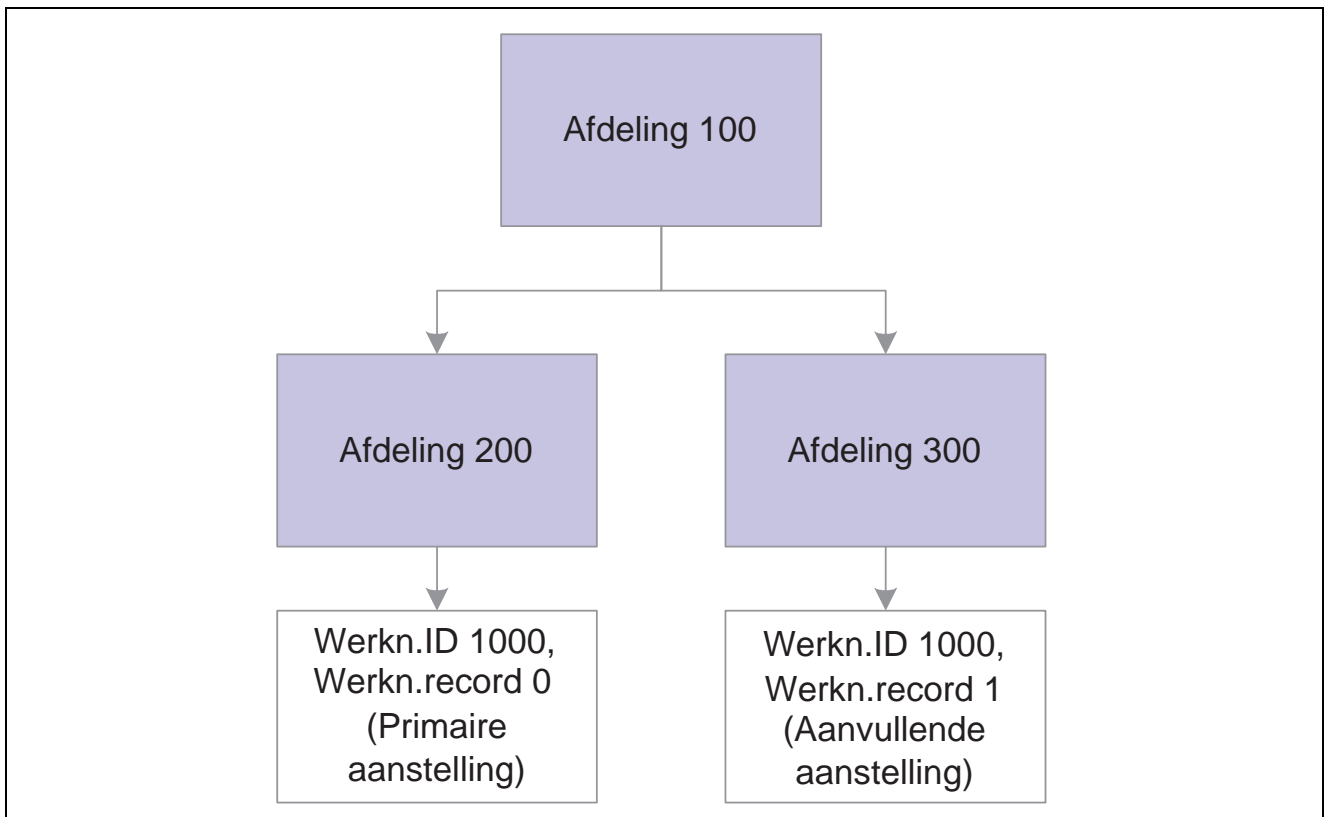 Afdeling 100
Afdeling 200
Afdeling 300
Werkn.ID 1000,
Werkn.record 0
(Primaire
aanstelling)
Werkn.ID 1000,
Werkn.record 1
(Aanvullende
aanstelling)